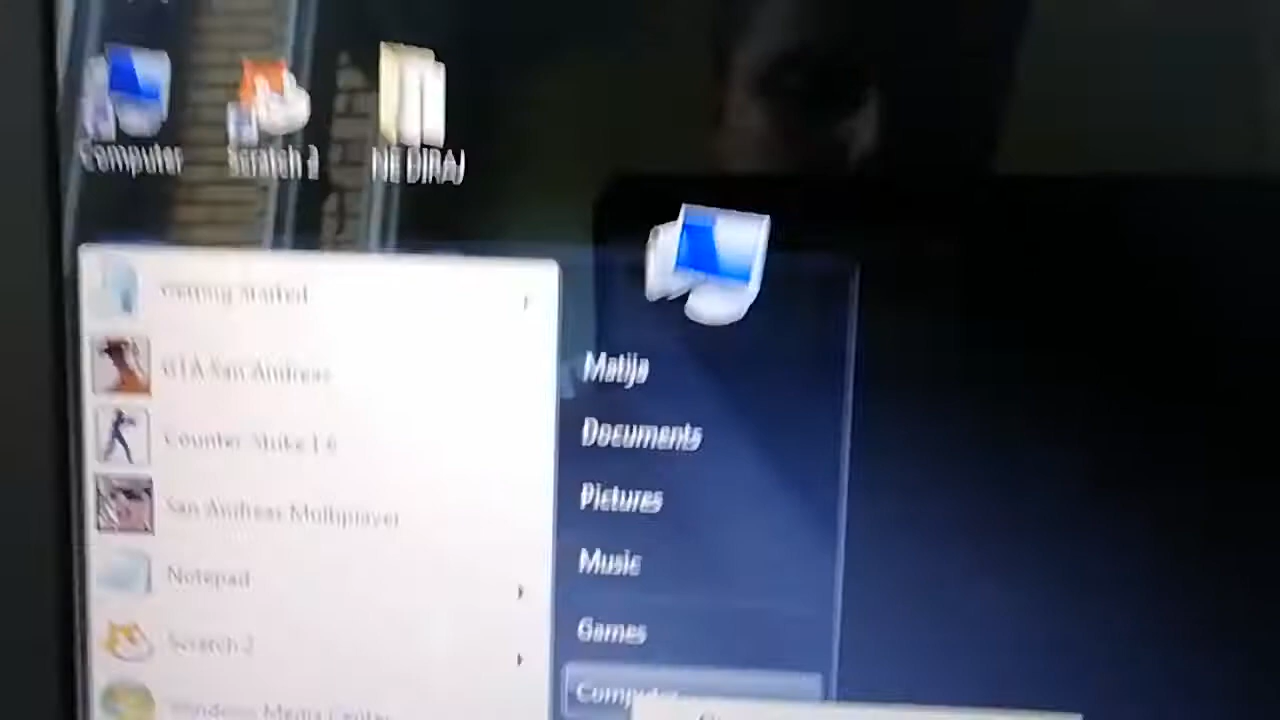 Computer
Scratch 2
NE DIRAJ
Getting Started
GTA San Andreas
Counter Strike 1.6
San Andreas Multiplayer
Notepad
Scratch 2
Windows Media Center
Matija
Documents
Pictures
Music
Games
Computer